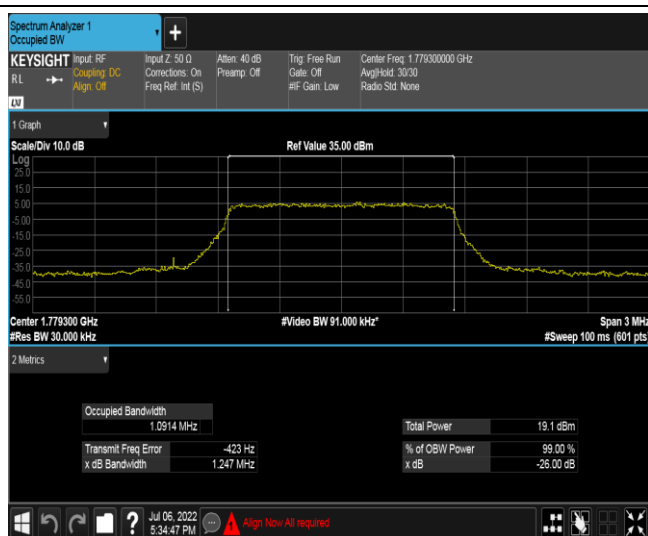 Spectrum Analyzer 1
Occupied BW
+
KEYSIGHT Input: RF Input Z: 50 Ω Atten: 40 dB Trig: Free Run Center Freq: 1.779300000 GHz
RL Coupling: DC Corrections: On Preamp: Off Gate: Off Avg|Hold: 30/30
Align: Off Freq Ref: Int (S) #IF Gain: Low Radio Std: None
LXI
1 Graph
Scale/Div 10.0 dB Ref Value 35.00 dBm
Log
25.0
15.0
5.00
-5.00
-15.0
-25.0
-35.0
-45.0
-55.0
Center 1.779300 GHz #Video BW 91.000 kHz* Span 3 MHz
#Res BW 30.000 kHz #Sweep 100 ms (601 pts)
2 Metrics
Occupied Bandwidth
1.0914 MHz Total Power 19.1 dBm
Transmit Freq Error -423 Hz % of OBW Power 99.00 %
x dB Bandwidth 1.247 MHz x dB -26.00 dB
? Jul 06, 2022
5:34:47 PM Align Now All required